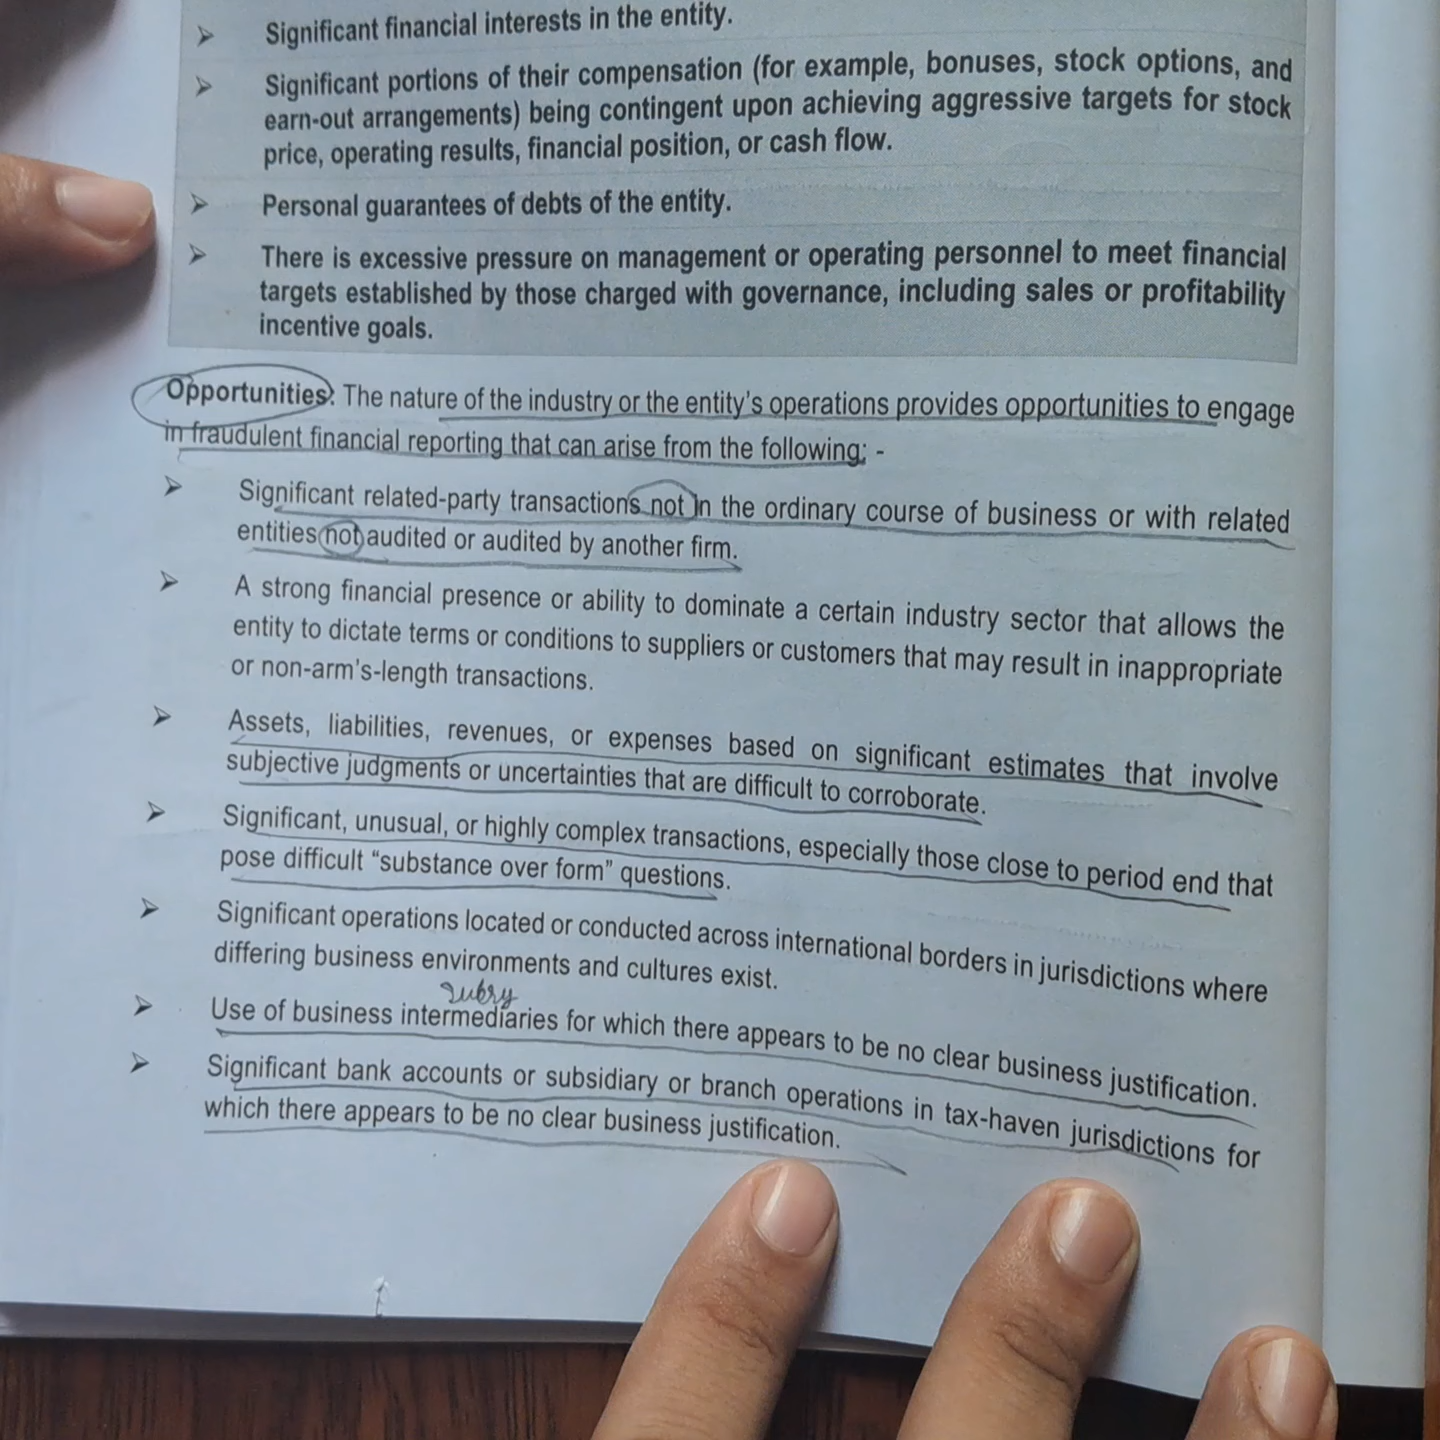 ➢ Significant financial interests in the entity.
➢ Significant portions of their compensation (for example, bonuses, stock options, and
earn-out arrangements) being contingent upon achieving aggressive targets for stock
price, operating results, financial position, or cash flow.
➢ Personal guarantees of debts of the entity.
➢ There is excessive pressure on management or operating personnel to meet financial
targets established by those charged with governance, including sales or profitability
incentive goals.
Opportunities: The nature of the industry or the entity's operations provides opportunities to engage
in fraudulent financial reporting that can arise from the following: -
➢ Significant related-party transactions not in the ordinary course of business or with related
entities not audited or audited by another firm.
➢ A strong financial presence or ability to dominate a certain industry sector that allows the
entity to dictate terms or conditions to suppliers or customers that may result in inappropriate
or non-arm's-length transactions.
➢ Assets, liabilities, revenues, or expenses based on significant estimates that involve
subjective judgments or uncertainties that are difficult to corroborate.
➢ Significant, unusual, or highly complex transactions, especially those close to period end that
pose difficult “substance over form” questions.
➢ Significant operations located or conducted across international borders in jurisdictions where
differing business environments and cultures exist.
➢ Use of business intermediaries for which there appears to be no clear business justification.
➢ Significant bank accounts or subsidiary or branch operations in tax-haven jurisdictions for
which there appears to be no clear business justification.